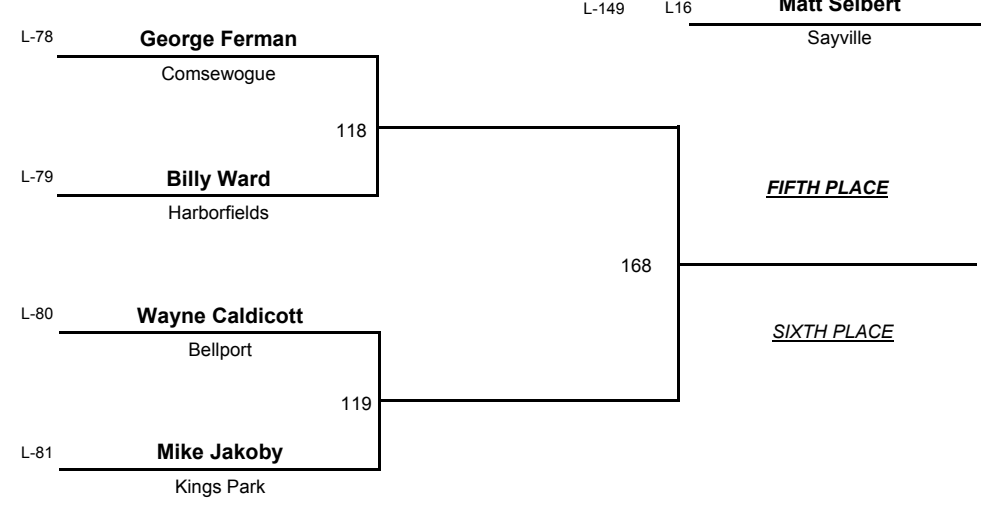 L-149 L16 Matt Seibert
Sayville
L-78 George Ferman
Comsewogue
118
L-79 Billy Ward
Harborfields
FIFTH PLACE
168
L-80 Wayne Caldicott
SIXTH PLACE
Bellport
119
L-81 Mike Jakoby
Kings Park